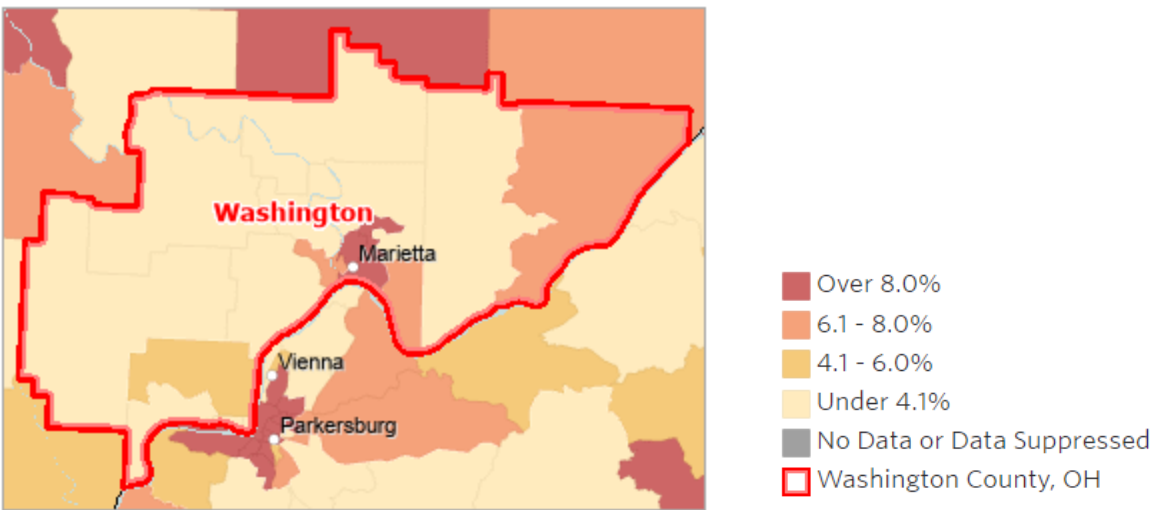 Washington
Marietta
Vienna
Parkersburg
Over 8.0%
6.1 - 8.0%
4.1 - 6.0%
Under 4.1%
No Data or Data Suppressed
Washington County, OH